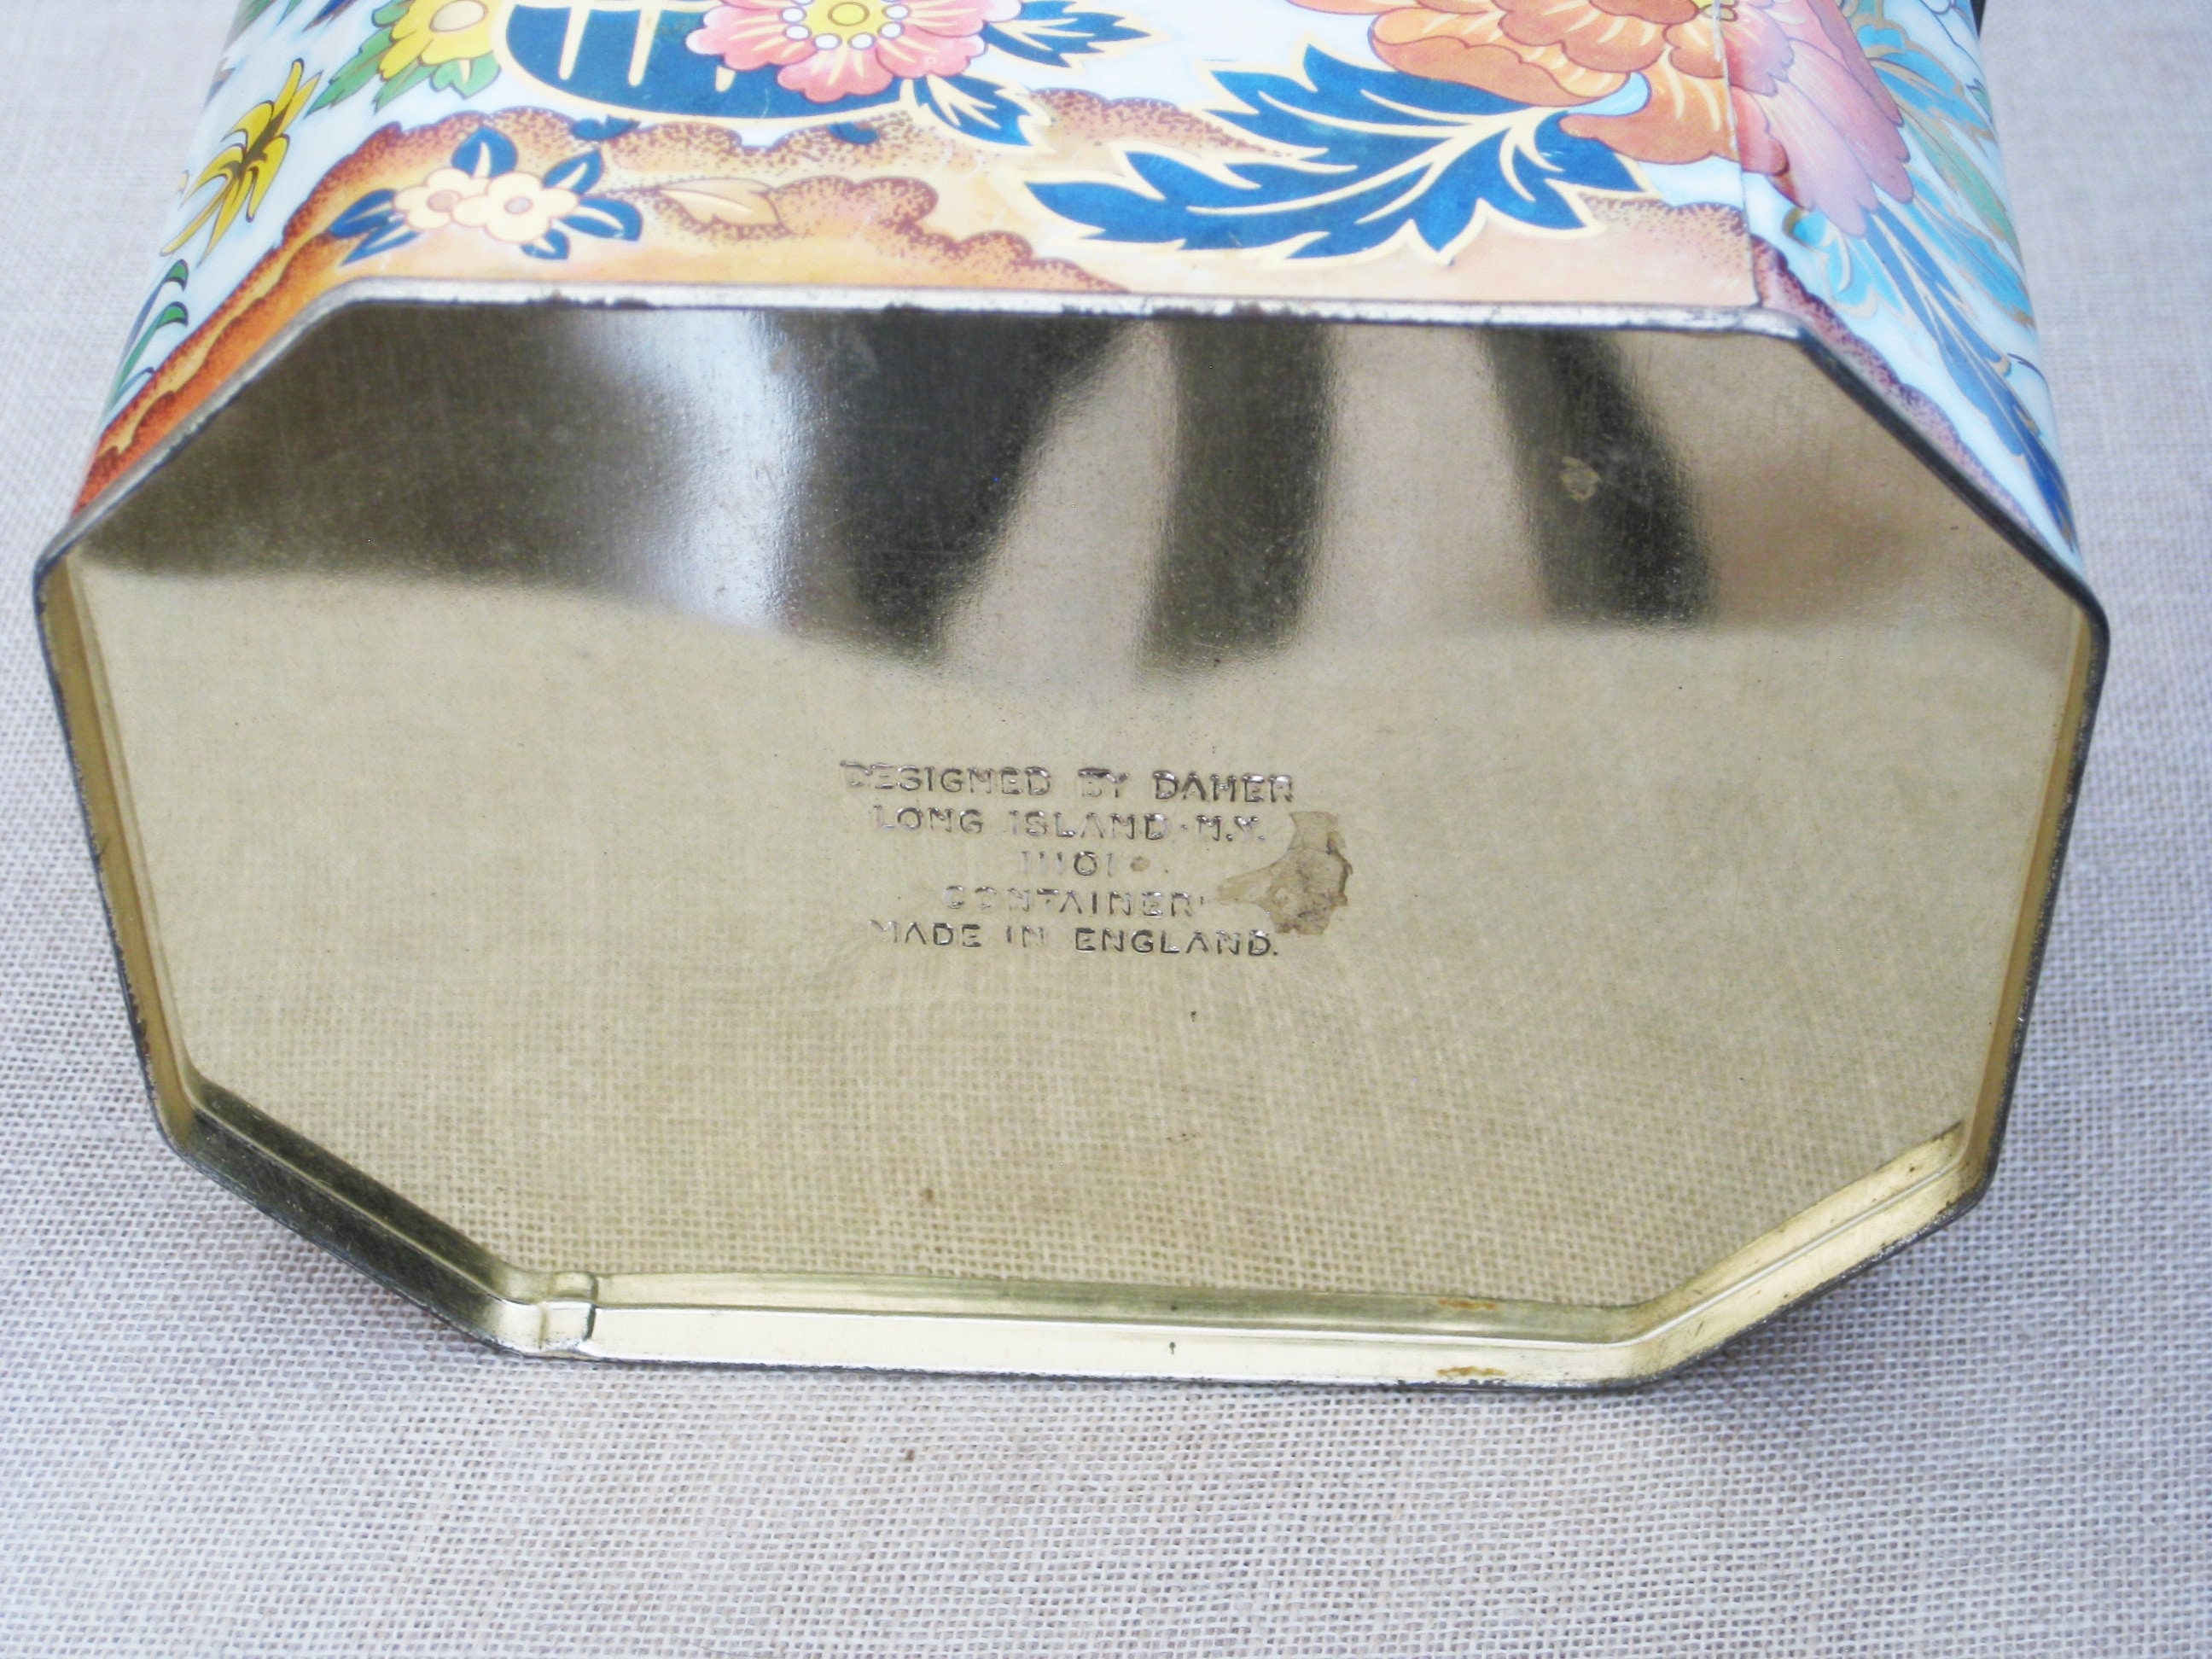 DESIGNED BY DAHER
LONG ISLAND·N.Y.
11101
CONTAINER
MADE IN ENGLAND.